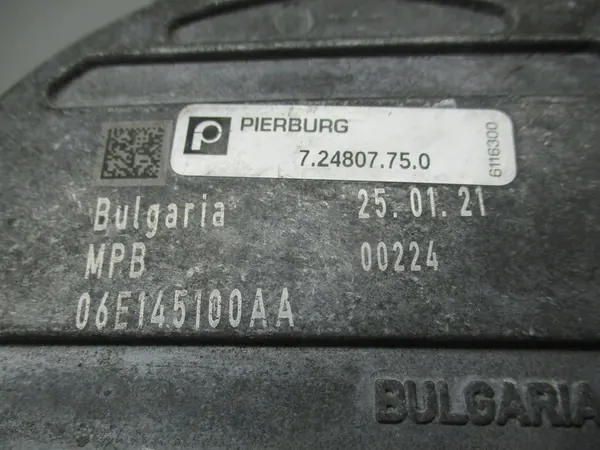 PIERBURG
7.24807.75.0
6116300
Bulgaria 25.01.21
MPB 00224
06E145100AA
BULGARIA